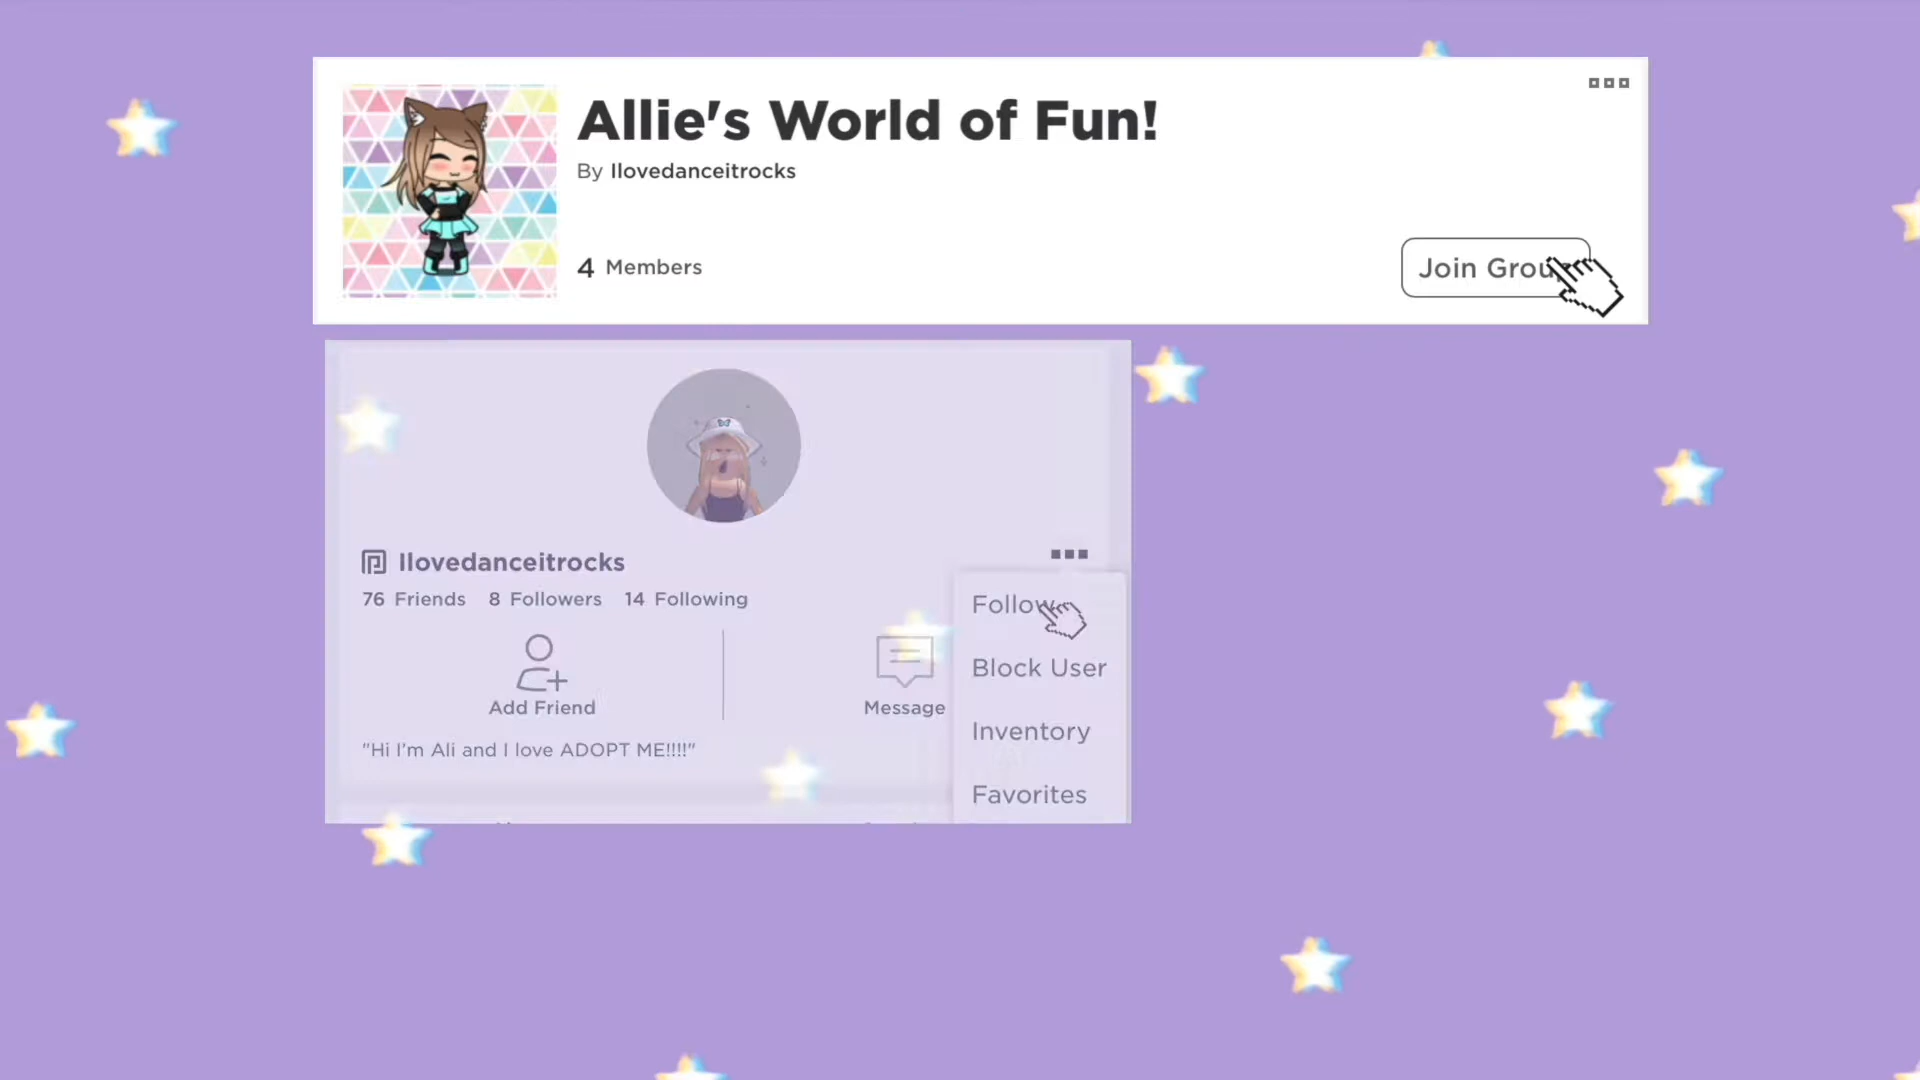 Allie's World of Fun!
By Ilovedanceitrocks
4 Members
Join Grou
Ilovedanceitrocks
76 Friends 8 Followers 14 Following
Follow
Block User
Add Friend
Message
Inventory
"Hi I'm Ali and I love ADOPT ME!!!!"
Favorites